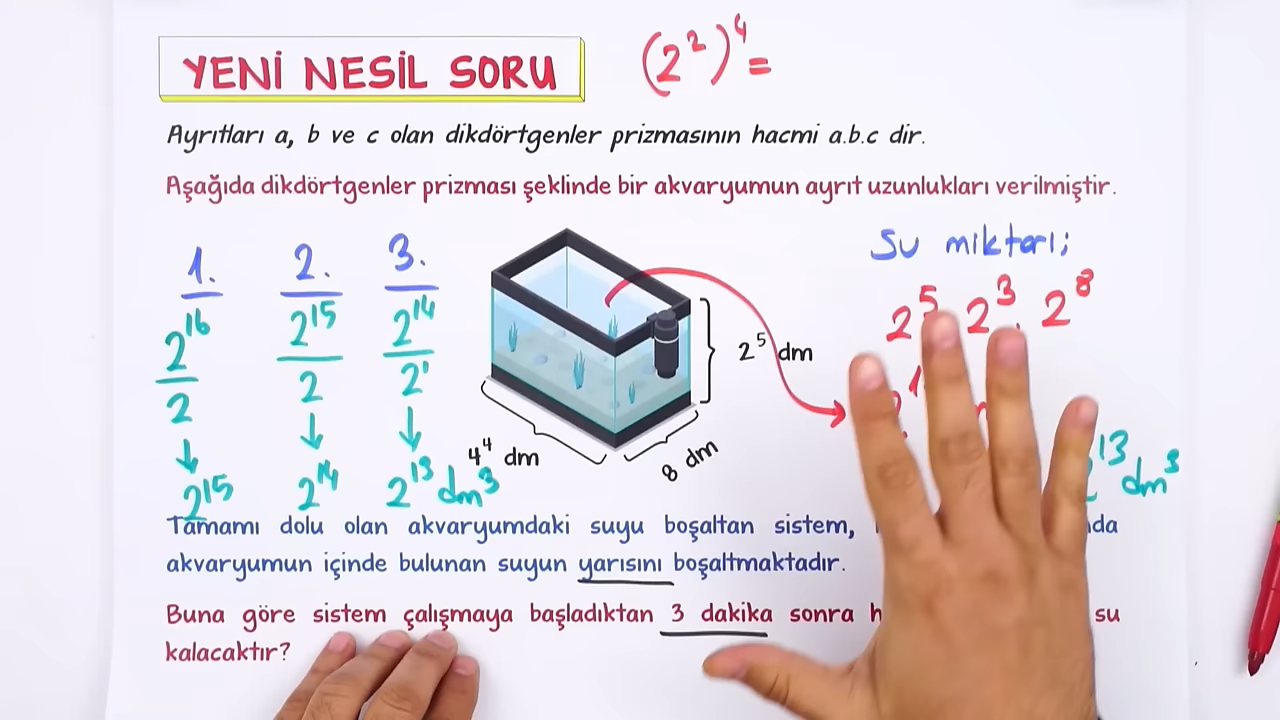 YENİ NESİL SORU
(2²)⁴ =
Ayrıtları a, b ve c olan dikdörtgenler prizmasının hacmi a.b.c dir.
Aşağıda dikdörtgenler prizması şeklinde bir akvaryumun ayrıt uzunlukları verilmiştir.
1. 2. 3.
2¹⁶ 2¹⁵ 2¹⁴
2 2 2¹
↓ ↓ ↓
2¹⁵ 2¹⁴ 2¹³ dm³
2⁵ dm
4⁴ dm
8 dm
Su miktarı;
2⁵ 2³ . 2⁸
2¹³ dm³
Tamamı dolu olan akvaryumdaki suyu boşaltan sistem,
akvaryumun içinde bulunan suyun yarısını boşaltmaktadır.
Buna göre sistem çalışmaya başladıktan 3 dakika sonra su
kalacaktır?